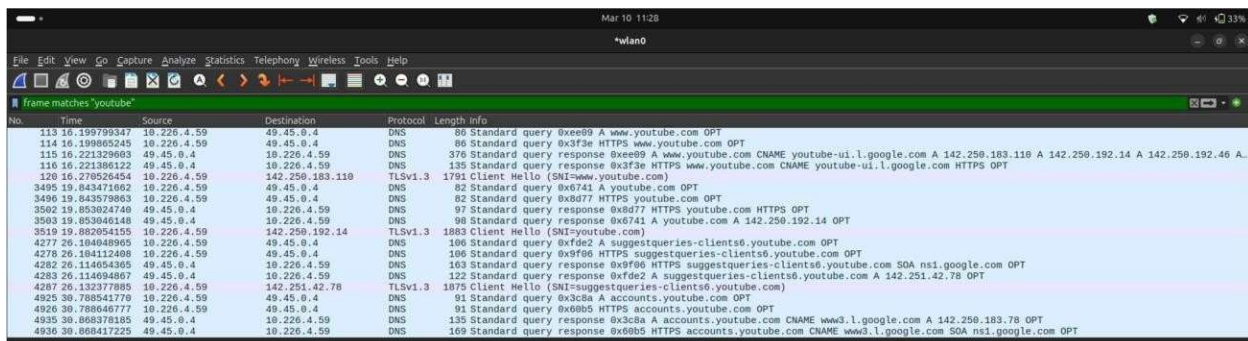 Mar 10 11:28
33%
*wlan0
File Edit View Go Capture Analyze Statistics Telephony Wireless Tools Help
frame matches "youtube"
No. Time Source Destination Protocol Length Info
113 16.199799347 10.226.4.59 49.45.0.4 DNS 86 Standard query 0xee09 A www.youtube.com OPT
114 16.199865245 10.226.4.59 49.45.0.4 DNS 86 Standard query 0x3f3e HTTPS www.youtube.com OPT
115 16.221329603 49.45.0.4 10.226.4.59 DNS 376 Standard query response 0xee09 A www.youtube.com CNAME youtube-ui.l.google.com A 142.250.183.110 A 142.250.192.14 A 142.250.192.46 A…
116 16.221386122 49.45.0.4 10.226.4.59 DNS 135 Standard query response 0x3f3e HTTPS www.youtube.com CNAME youtube-ui.l.google.com HTTPS OPT
120 16.270526454 10.226.4.59 142.250.183.110 TLSv1.3 1791 Client Hello (SNI=www.youtube.com)
3495 19.843471662 10.226.4.59 49.45.0.4 DNS 82 Standard query 0x6741 A youtube.com OPT
3496 19.843579863 10.226.4.59 49.45.0.4 DNS 82 Standard query 0x8d77 HTTPS youtube.com OPT
3502 19.853024740 49.45.0.4 10.226.4.59 DNS 97 Standard query response 0x8d77 HTTPS youtube.com HTTPS OPT
3503 19.853046148 49.45.0.4 10.226.4.59 DNS 98 Standard query response 0x6741 A youtube.com A 142.250.192.14 OPT
3519 19.882054155 10.226.4.59 142.250.192.14 TLSv1.3 1883 Client Hello (SNI=youtube.com)
4277 26.104048965 10.226.4.59 49.45.0.4 DNS 106 Standard query 0xfde2 A suggestqueries-clients6.youtube.com OPT
4278 26.104112408 10.226.4.59 49.45.0.4 DNS 106 Standard query 0x9f06 HTTPS suggestqueries-clients6.youtube.com OPT
4282 26.114654365 49.45.0.4 10.226.4.59 DNS 163 Standard query response 0x9f06 HTTPS suggestqueries-clients6.youtube.com SOA ns1.google.com OPT
4283 26.114694867 49.45.0.4 10.226.4.59 DNS 122 Standard query response 0xfde2 A suggestqueries-clients6.youtube.com A 142.251.42.78 OPT
4287 26.132377885 10.226.4.59 142.251.42.78 TLSv1.3 1875 Client Hello (SNI=suggestqueries-clients6.youtube.com)
4925 30.788541770 10.226.4.59 49.45.0.4 DNS 91 Standard query 0x3c8a A accounts.youtube.com OPT
4926 30.788646777 10.226.4.59 49.45.0.4 DNS 91 Standard query 0x60b5 HTTPS accounts.youtube.com OPT
4935 30.868378185 49.45.0.4 10.226.4.59 DNS 135 Standard query response 0x3c8a A accounts.youtube.com CNAME www3.l.google.com A 142.250.183.78 OPT
4936 30.868417225 49.45.0.4 10.226.4.59 DNS 169 Standard query response 0x60b5 HTTPS accounts.youtube.com CNAME www3.l.google.com SOA ns1.google.com OPT